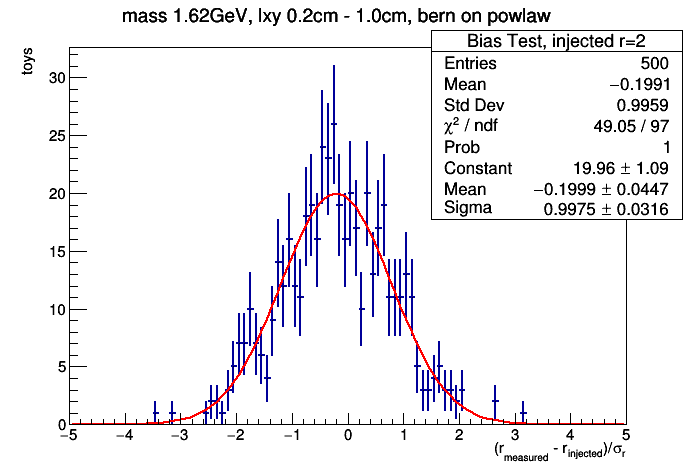 mass 1.62GeV, lxy 0.2cm - 1.0cm, bern on powlaw
toys
Bias Test, injected r=2
Entries 500
Mean −0.1991
Std Dev 0.9959
χ² / ndf 49.05 / 97
Prob 1
Constant 19.96 ± 1.09
Mean −0.1999 ± 0.0447
Sigma 0.9975 ± 0.0316
30
25
20
15
10
5
0
−5 −4 −3 −2 −1 0 1 2 3 4 5
(r_measured - r_injected)/σ_r